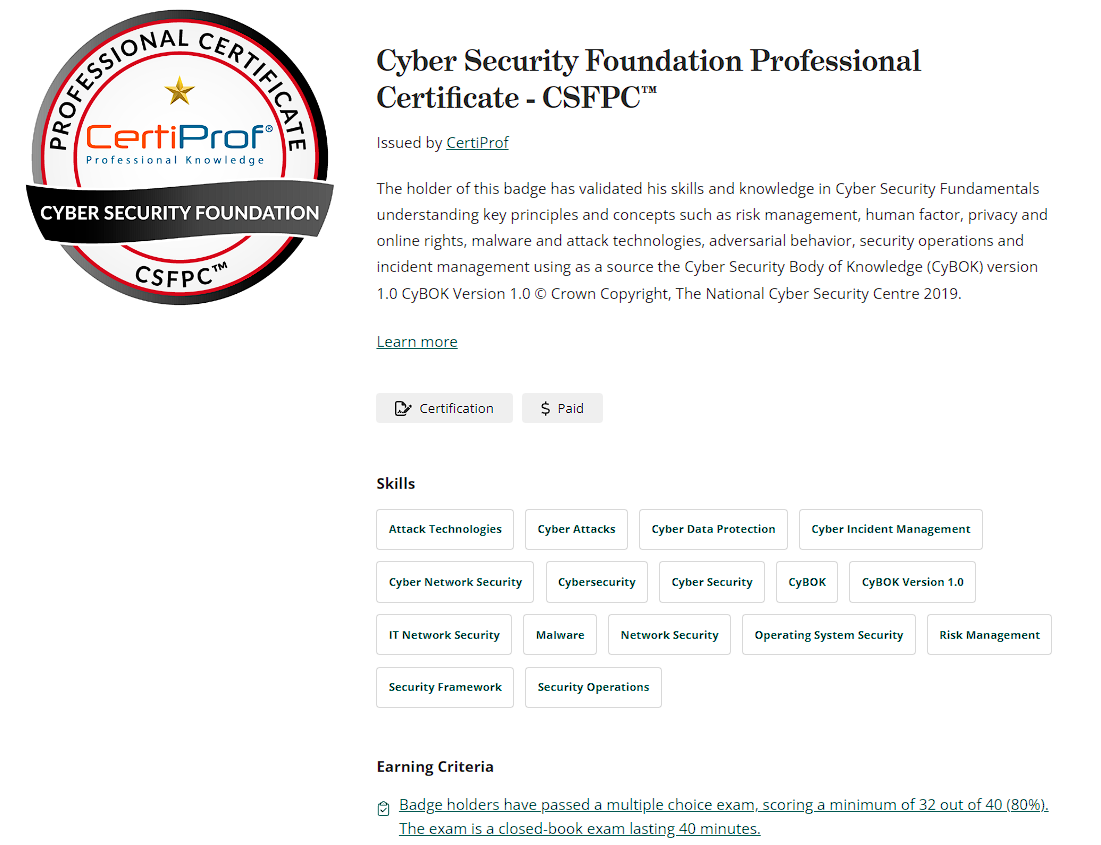 PROFESSIONAL CERTIFICATE
CertiProf®
Professional Knowledge
CYBER SECURITY FOUNDATION
CSFPC™
Cyber Security Foundation Professional
Certificate - CSFPC™
Issued by CertiProf
The holder of this badge has validated his skills and knowledge in Cyber Security Fundamentals
understanding key principles and concepts such as risk management, human factor, privacy and
online rights, malware and attack technologies, adversarial behavior, security operations and
incident management using as a source the Cyber Security Body of Knowledge (CyBOK) version
1.0 CyBOK Version 1.0 © Crown Copyright, The National Cyber Security Centre 2019.
Learn more
Certification $ Paid
Skills
Attack Technologies Cyber Attacks Cyber Data Protection Cyber Incident Management
Cyber Network Security Cybersecurity Cyber Security CyBOK CyBOK Version 1.0
IT Network Security Malware Network Security Operating System Security Risk Management
Security Framework Security Operations
Earning Criteria
Badge holders have passed a multiple choice exam, scoring a minimum of 32 out of 40 (80%).
The exam is a closed-book exam lasting 40 minutes.